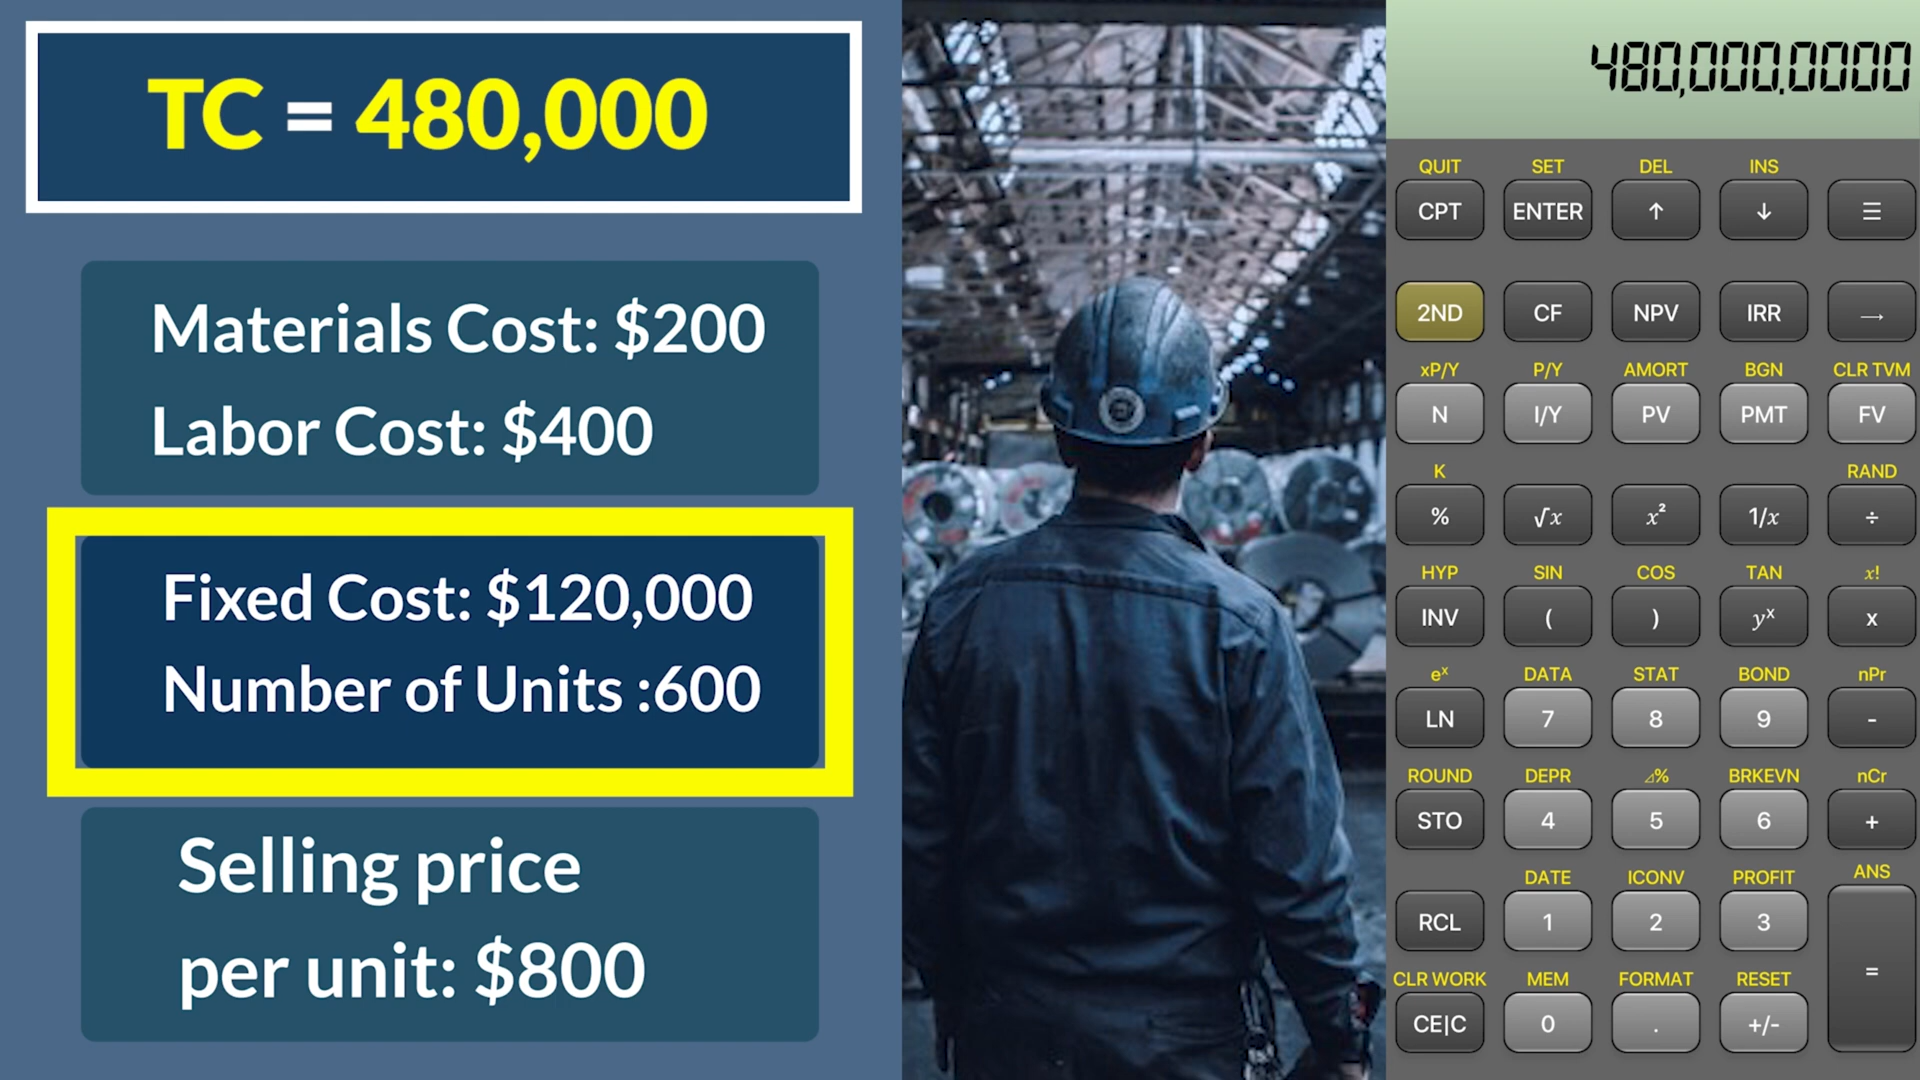 TC = 480,000
Materials Cost: $200
Labor Cost: $400
Fixed Cost: $120,000
Number of Units :600
Selling price
per unit: $800
480,000.0000
QUIT SET DEL INS
CPT ENTER ↑ ↓ ☰
2ND CF NPV IRR →
xP/Y P/Y AMORT BGN CLR TVM
N I/Y PV PMT FV
K RAND
% √x x² 1/x ÷
HYP SIN COS TAN x!
INV ( ) yˣ x
eˣ DATA STAT BOND nPr
LN 7 8 9 -
ROUND DEPR ⊿% BRKEVN nCr
STO 4 5 6 +
DATE ICONV PROFIT ANS
RCL 1 2 3 =
CLR WORK MEM FORMAT RESET
CE|C 0 . +/-